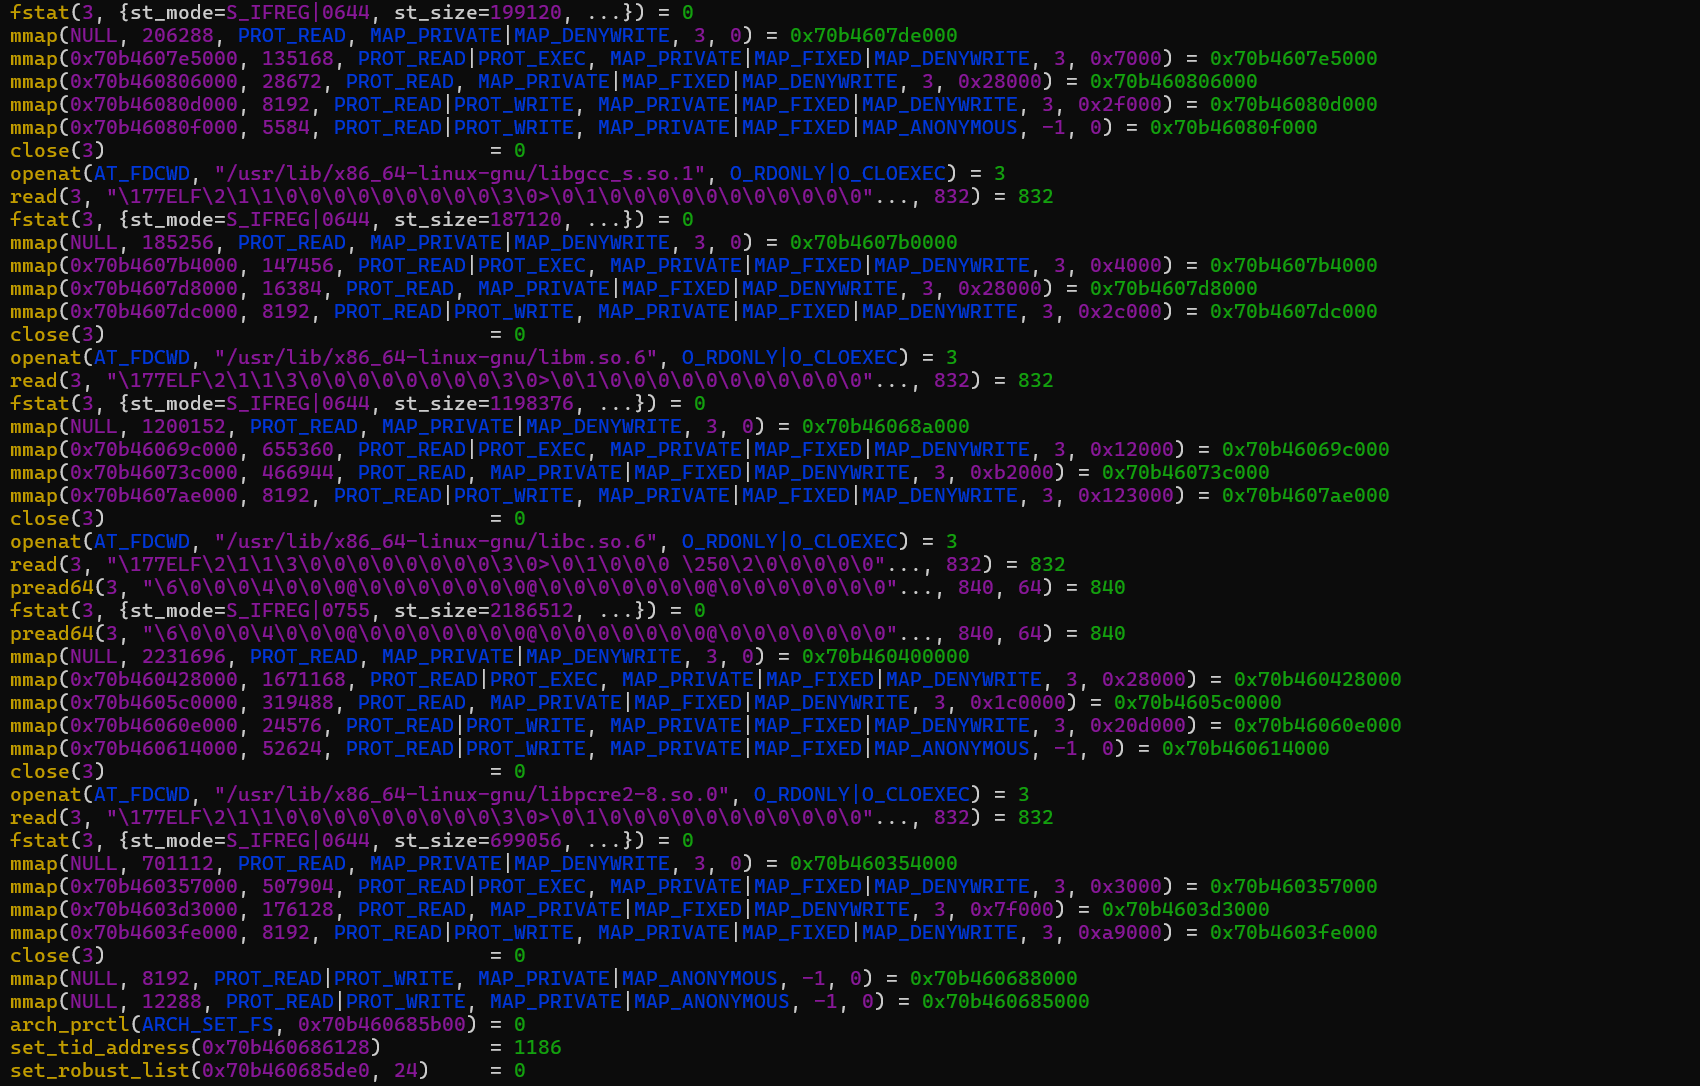 fstat(3, {st_mode=S_IFREG|0644, st_size=199120, ...}) = 0
mmap(NULL, 206288, PROT_READ, MAP_PRIVATE|MAP_DENYWRITE, 3, 0) = 0x70b4607de000
mmap(0x70b4607e5000, 135168, PROT_READ|PROT_EXEC, MAP_PRIVATE|MAP_FIXED|MAP_DENYWRITE, 3, 0x7000) = 0x70b4607e5000
mmap(0x70b460806000, 28672, PROT_READ, MAP_PRIVATE|MAP_FIXED|MAP_DENYWRITE, 3, 0x28000) = 0x70b460806000
mmap(0x70b46080d000, 8192, PROT_READ|PROT_WRITE, MAP_PRIVATE|MAP_FIXED|MAP_DENYWRITE, 3, 0x2f000) = 0x70b46080d000
mmap(0x70b46080f000, 5584, PROT_READ|PROT_WRITE, MAP_PRIVATE|MAP_FIXED|MAP_ANONYMOUS, -1, 0) = 0x70b46080f000
close(3)                                = 0
openat(AT_FDCWD, "/usr/lib/x86_64-linux-gnu/libgcc_s.so.1", O_RDONLY|O_CLOEXEC) = 3
read(3, "\177ELF\2\1\1\0\0\0\0\0\0\0\0\0\3\0>\0\1\0\0\0\0\0\0\0\0\0\0\0"..., 832) = 832
fstat(3, {st_mode=S_IFREG|0644, st_size=187120, ...}) = 0
mmap(NULL, 185256, PROT_READ, MAP_PRIVATE|MAP_DENYWRITE, 3, 0) = 0x70b4607b0000
mmap(0x70b4607b4000, 147456, PROT_READ|PROT_EXEC, MAP_PRIVATE|MAP_FIXED|MAP_DENYWRITE, 3, 0x4000) = 0x70b4607b4000
mmap(0x70b4607d8000, 16384, PROT_READ, MAP_PRIVATE|MAP_FIXED|MAP_DENYWRITE, 3, 0x28000) = 0x70b4607d8000
mmap(0x70b4607dc000, 8192, PROT_READ|PROT_WRITE, MAP_PRIVATE|MAP_FIXED|MAP_DENYWRITE, 3, 0x2c000) = 0x70b4607dc000
close(3)                                = 0
openat(AT_FDCWD, "/usr/lib/x86_64-linux-gnu/libm.so.6", O_RDONLY|O_CLOEXEC) = 3
read(3, "\177ELF\2\1\1\3\0\0\0\0\0\0\0\0\3\0>\0\1\0\0\0\0\0\0\0\0\0\0\0"..., 832) = 832
fstat(3, {st_mode=S_IFREG|0644, st_size=1198376, ...}) = 0
mmap(NULL, 1200152, PROT_READ, MAP_PRIVATE|MAP_DENYWRITE, 3, 0) = 0x70b46068a000
mmap(0x70b46069c000, 655360, PROT_READ|PROT_EXEC, MAP_PRIVATE|MAP_FIXED|MAP_DENYWRITE, 3, 0x12000) = 0x70b46069c000
mmap(0x70b46073c000, 466944, PROT_READ, MAP_PRIVATE|MAP_FIXED|MAP_DENYWRITE, 3, 0xb2000) = 0x70b46073c000
mmap(0x70b4607ae000, 8192, PROT_READ|PROT_WRITE, MAP_PRIVATE|MAP_FIXED|MAP_DENYWRITE, 3, 0x123000) = 0x70b4607ae000
close(3)                                = 0
openat(AT_FDCWD, "/usr/lib/x86_64-linux-gnu/libc.so.6", O_RDONLY|O_CLOEXEC) = 3
read(3, "\177ELF\2\1\1\3\0\0\0\0\0\0\0\0\3\0>\0\1\0\0\0 \250\2\0\0\0\0\0"..., 832) = 832
pread64(3, "\6\0\0\0\4\0\0\0@\0\0\0\0\0\0\0@\0\0\0\0\0\0\0@\0\0\0\0\0\0\0"..., 840, 64) = 840
fstat(3, {st_mode=S_IFREG|0755, st_size=2186512, ...}) = 0
pread64(3, "\6\0\0\0\4\0\0\0@\0\0\0\0\0\0\0@\0\0\0\0\0\0\0@\0\0\0\0\0\0\0"..., 840, 64) = 840
mmap(NULL, 2231696, PROT_READ, MAP_PRIVATE|MAP_DENYWRITE, 3, 0) = 0x70b460400000
mmap(0x70b460428000, 1671168, PROT_READ|PROT_EXEC, MAP_PRIVATE|MAP_FIXED|MAP_DENYWRITE, 3, 0x28000) = 0x70b460428000
mmap(0x70b4605c0000, 319488, PROT_READ, MAP_PRIVATE|MAP_FIXED|MAP_DENYWRITE, 3, 0x1c0000) = 0x70b4605c0000
mmap(0x70b46060e000, 24576, PROT_READ|PROT_WRITE, MAP_PRIVATE|MAP_FIXED|MAP_DENYWRITE, 3, 0x20d000) = 0x70b46060e000
mmap(0x70b460614000, 52624, PROT_READ|PROT_WRITE, MAP_PRIVATE|MAP_FIXED|MAP_ANONYMOUS, -1, 0) = 0x70b460614000
close(3)                                = 0
openat(AT_FDCWD, "/usr/lib/x86_64-linux-gnu/libpcre2-8.so.0", O_RDONLY|O_CLOEXEC) = 3
read(3, "\177ELF\2\1\1\0\0\0\0\0\0\0\0\0\3\0>\0\1\0\0\0\0\0\0\0\0\0\0\0"..., 832) = 832
fstat(3, {st_mode=S_IFREG|0644, st_size=699056, ...}) = 0
mmap(NULL, 701112, PROT_READ, MAP_PRIVATE|MAP_DENYWRITE, 3, 0) = 0x70b460354000
mmap(0x70b460357000, 507904, PROT_READ|PROT_EXEC, MAP_PRIVATE|MAP_FIXED|MAP_DENYWRITE, 3, 0x3000) = 0x70b460357000
mmap(0x70b4603d3000, 176128, PROT_READ, MAP_PRIVATE|MAP_FIXED|MAP_DENYWRITE, 3, 0x7f000) = 0x70b4603d3000
mmap(0x70b4603fe000, 8192, PROT_READ|PROT_WRITE, MAP_PRIVATE|MAP_FIXED|MAP_DENYWRITE, 3, 0xa9000) = 0x70b4603fe000
close(3)                                = 0
mmap(NULL, 8192, PROT_READ|PROT_WRITE, MAP_PRIVATE|MAP_ANONYMOUS, -1, 0) = 0x70b460688000
mmap(NULL, 12288, PROT_READ|PROT_WRITE, MAP_PRIVATE|MAP_ANONYMOUS, -1, 0) = 0x70b460685000
arch_prctl(ARCH_SET_FS, 0x70b460685b00) = 0
set_tid_address(0x70b460686128)         = 1186
set_robust_list(0x70b460685de0, 24)     = 0